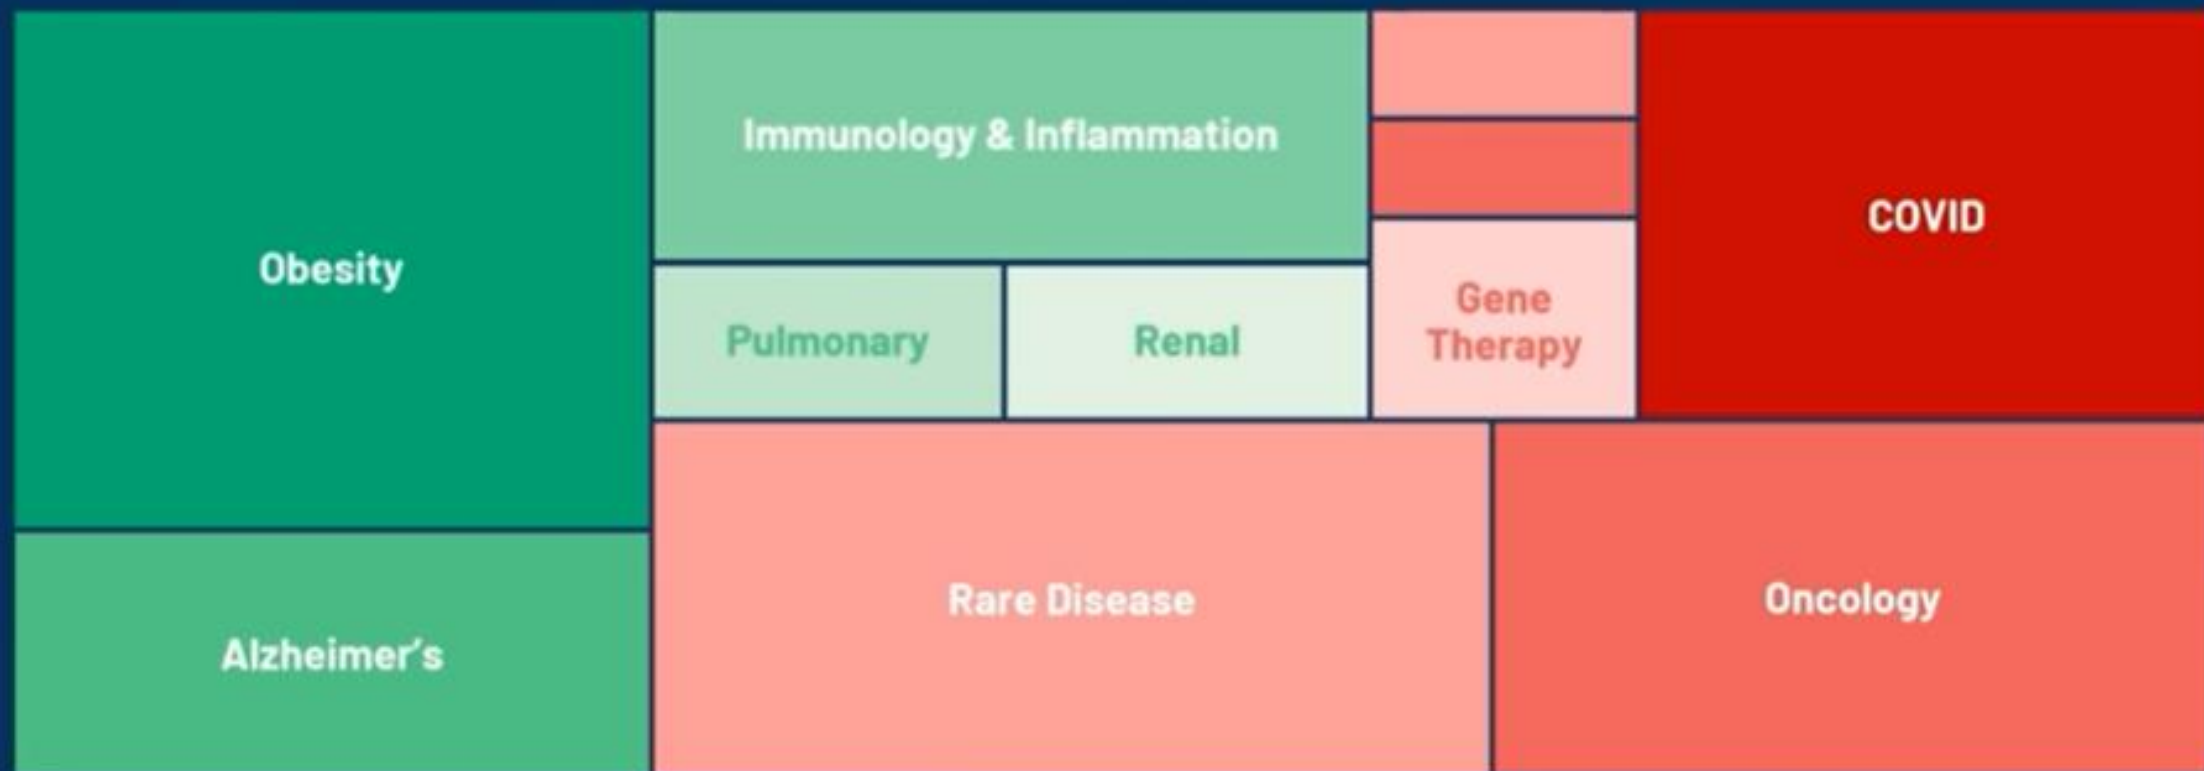 Obesity
Alzheimer's
Immunology & Inflammation
Pulmonary
Renal
Gene
Therapy
COVID
Rare Disease
Oncology